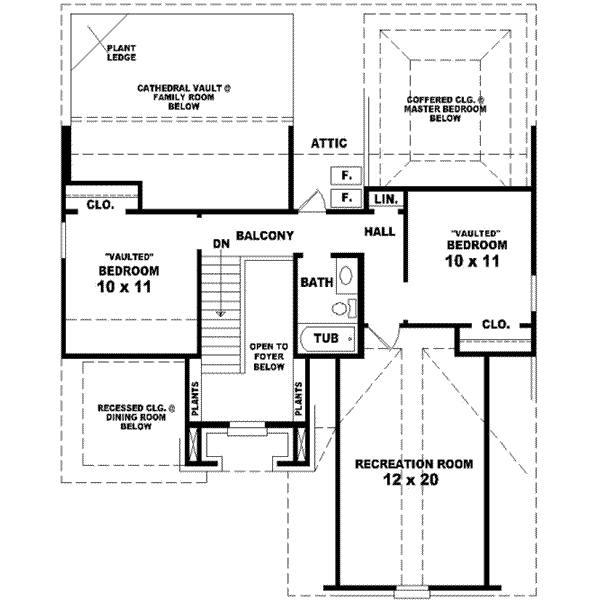 PLANT
LEDGE
CATHEDRAL VAULT @
FAMILY ROOM
BELOW
COFFERED CLG. @
MASTER BEDROOM
BELOW
ATTIC
F.
F.
CLO.
LIN.
DN
BALCONY
HALL
"VAULTED"
BEDROOM
10 x 11
"VAULTED"
BEDROOM
10 x 11
BATH
TUB
CLO.
OPEN TO
FOYER
BELOW
PLANTS
PLANTS
RECESSED CLG. @
DINING ROOM
BELOW
RECREATION ROOM
12 x 20